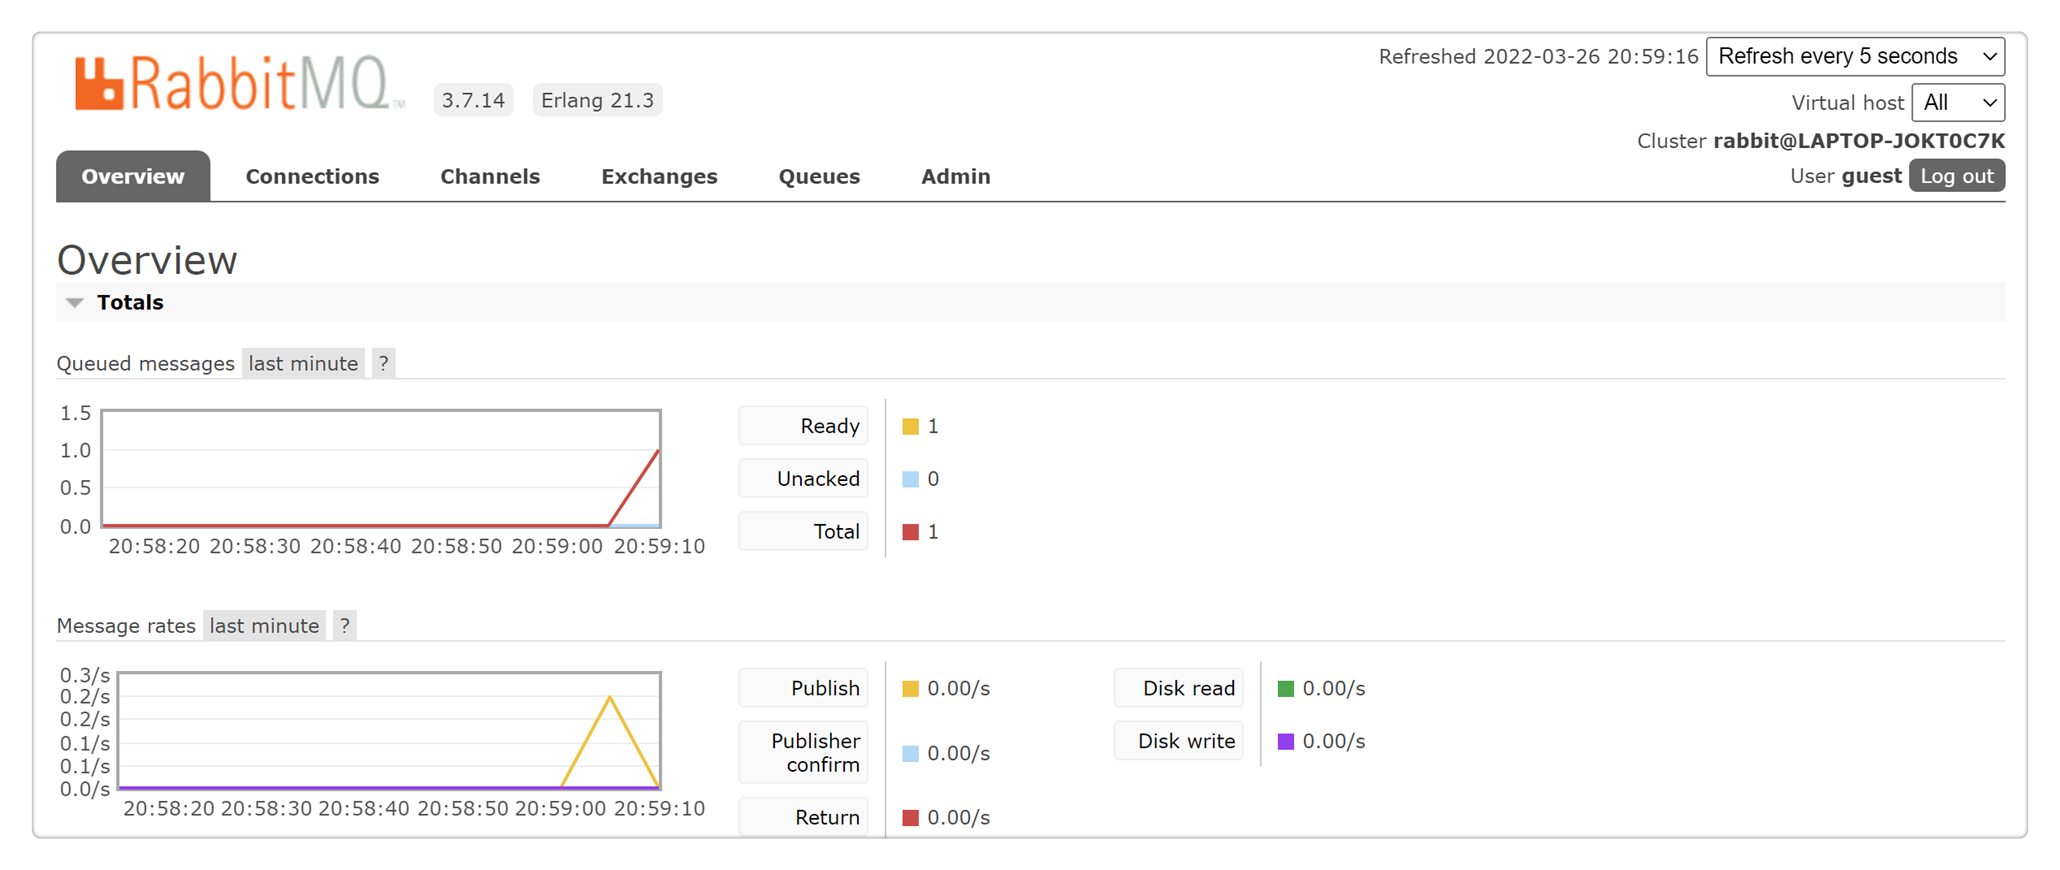 RabbitMQ™ 3.7.14 Erlang 21.3
Refreshed 2022-03-26 20:59:16 Refresh every 5 seconds
Virtual host All
Cluster rabbit@LAPTOP-JOKT0C7K
User guest Log out
Overview Connections Channels Exchanges Queues Admin
Overview
Totals
Queued messages last minute ?
1.5
1.0
0.5
0.0
20:58:20 20:58:30 20:58:40 20:58:50 20:59:00 20:59:10
Ready 1
Unacked 0
Total 1
Message rates last minute ?
0.3/s
0.2/s
0.2/s
0.1/s
0.1/s
0.0/s
20:58:20 20:58:30 20:58:40 20:58:50 20:59:00 20:59:10
Publish 0.00/s
Publisher
confirm 0.00/s
Return 0.00/s
Disk read 0.00/s
Disk write 0.00/s